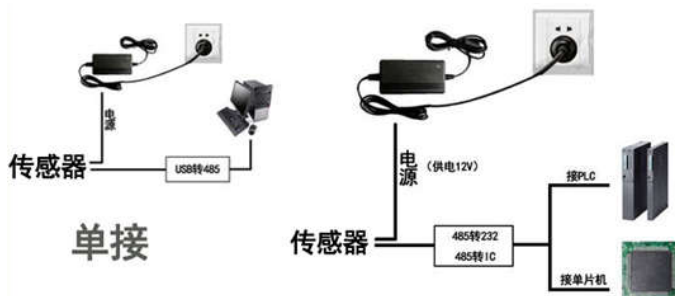 电源
传感器
USB转485
单接
电源
(供电12V)
传感器
485转232
485转IC
接PLC
接单片机